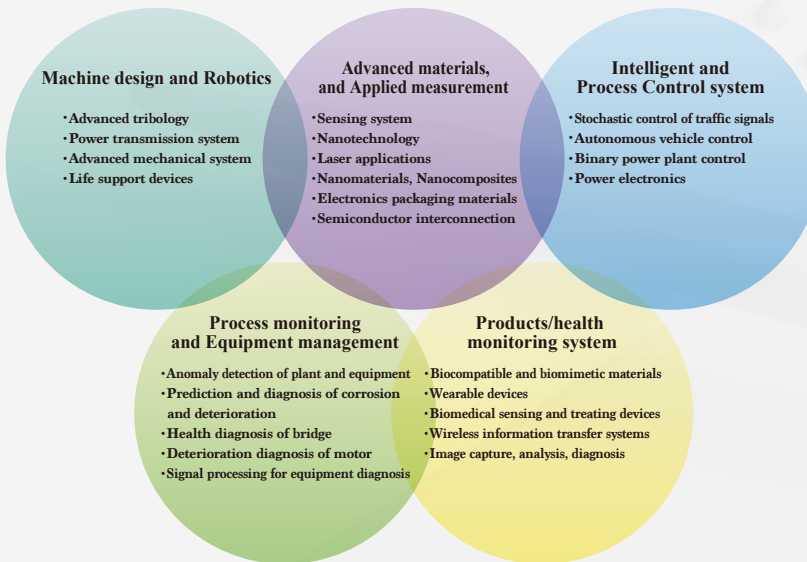 Machine design and Robotics
・Advanced tribology
・Power transmission system
・Advanced mechanical system
・Life support devices
Advanced materials,
and Applied measurement
・Sensing system
・Nanotechnology
・Laser applications
・Nanomaterials, Nanocomposites
・Electronics packaging materials
・Semiconductor interconnection
Intelligent and
Process Control system
・Stochastic control of traffic signals
・Autonomous vehicle control
・Binary power plant control
・Power electronics
Process monitoring
and Equipment management
・Anomaly detection of plant and equipment
・Prediction and diagnosis of corrosion
and deterioration
・Health diagnosis of bridge
・Deterioration diagnosis of motor
・Signal processing for equipment diagnosis
Products/health
monitoring system
・Biocompatible and biomimetic materials
・Wearable devices
・Biomedical sensing and treating devices
・Wireless information transfer systems
・Image capture, analysis, diagnosis